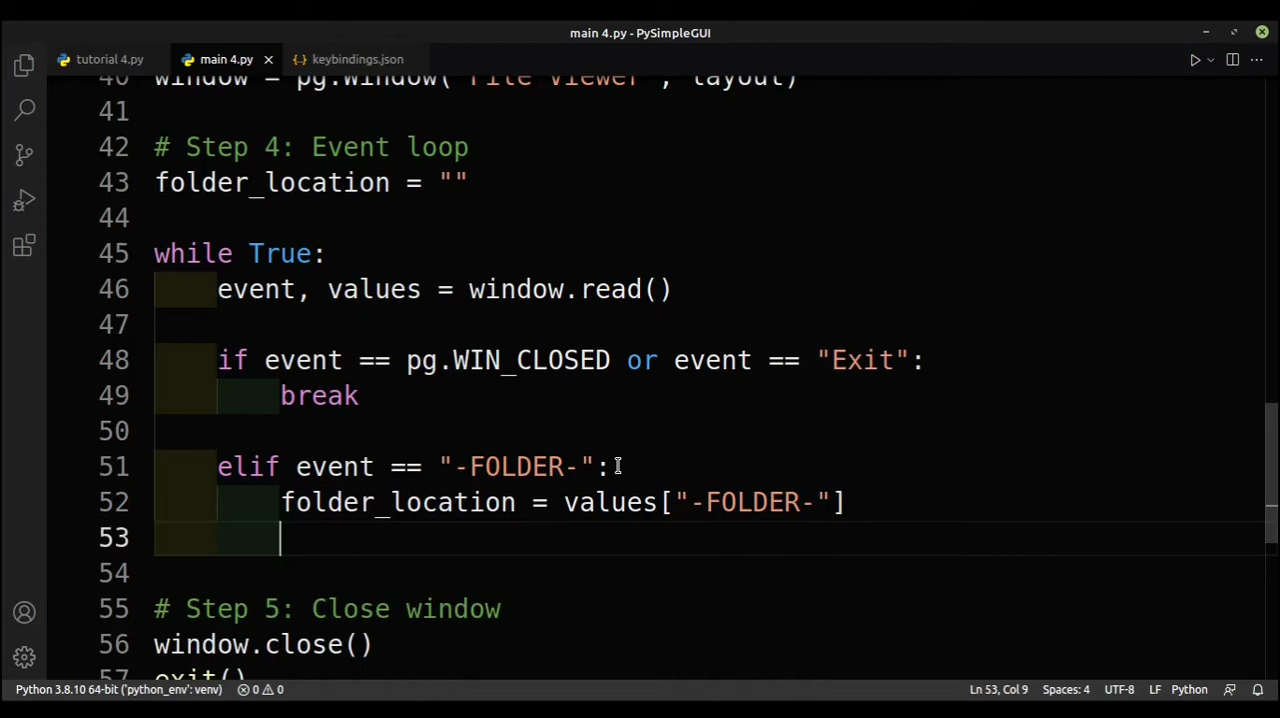 main 4.py - PySimpleGUI
tutorial 4.py
main 4.py
keybindings.json
40 window = pg.Window("File Viewer", layout)
41
42 # Step 4: Event loop
43 folder_location = ""
44
45 while True:
46 event, values = window.read()
47
48 if event == pg.WIN_CLOSED or event == "Exit":
49 break
50
51 elif event == "-FOLDER-":
52 folder_location = values["-FOLDER-"]
53
54
55 # Step 5: Close window
56 window.close()
57 exit()
Python 3.8.10 64-bit ('python_env': venv) 0 0 Ln 53, Col 9 Spaces: 4 UTF-8 LF Python